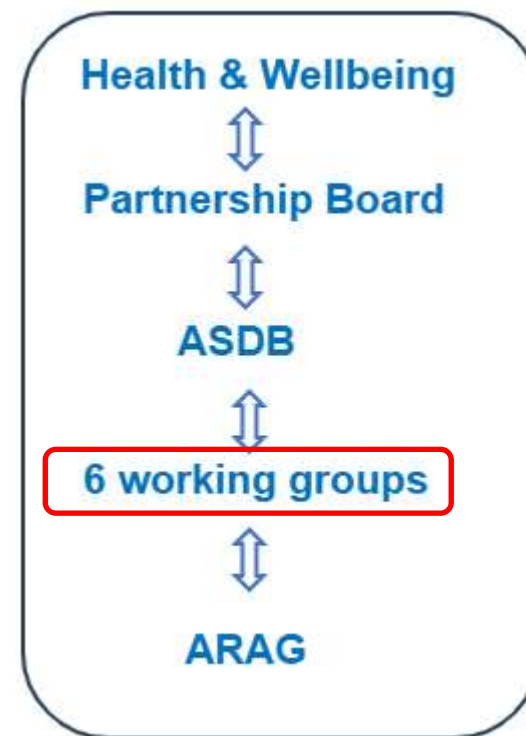 Health & Wellbeing
Partnership Board
ASDB
6 working groups
ARAG